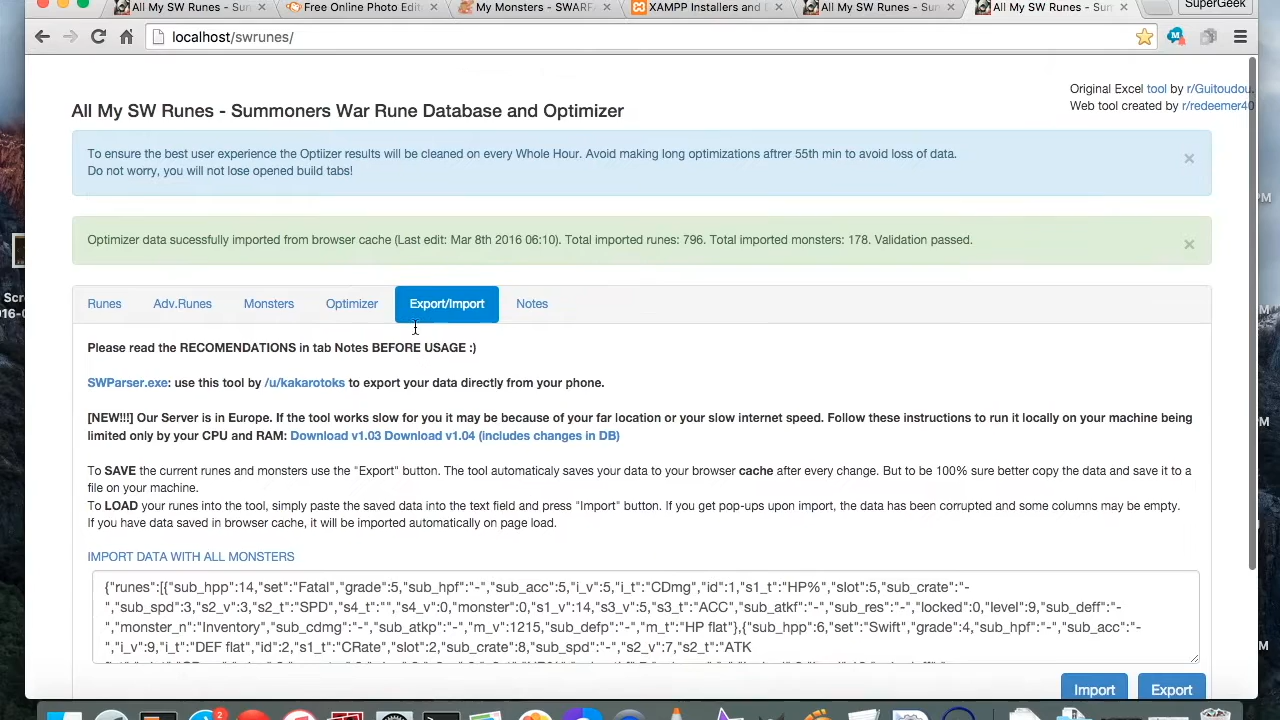 All My SW Runes - Sum
Free Online Photo Edit
My Monsters - SWARF
XAMPP Installers and D
All My SW Runes - Sum
All My SW Runes - Sum
SuperGeek
localhost/swrunes/
Original Excel tool by r/Guitoudou.
Web tool created by r/redeemer40
All My SW Runes - Summoners War Rune Database and Optimizer
To ensure the best user experience the Optiizer results will be cleaned on every Whole Hour. Avoid making long optimizations aftrer 55th min to avoid loss of data.
Do not worry, you will not lose opened build tabs!
Optimizer data sucessfully imported from browser cache (Last edit: Mar 8th 2016 06:10). Total imported runes: 796. Total imported monsters: 178. Validation passed.
Runes Adv.Runes Monsters Optimizer Export/Import Notes
Please read the RECOMENDATIONS in tab Notes BEFORE USAGE :)
SWParser.exe: use this tool by /u/kakarotoks to export your data directly from your phone.
[NEW!!!] Our Server is in Europe. If the tool works slow for you it may be because of your far location or your slow internet speed. Follow these instructions to run it locally on your machine being
limited only by your CPU and RAM: Download v1.03 Download v1.04 (includes changes in DB)
To SAVE the current runes and monsters use the "Export" button. The tool automaticaly saves your data to your browser cache after every change. But to be 100% sure better copy the data and save it to a
file on your machine.
To LOAD your runes into the tool, simply paste the saved data into the text field and press "Import" button. If you get pop-ups upon import, the data has been corrupted and some columns may be empty.
If you have data saved in browser cache, it will be imported automatically on page load.
IMPORT DATA WITH ALL MONSTERS
{"runes":[{"sub_hpp":14,"set":"Fatal","grade":5,"sub_hpf":"-","sub_acc":5,"i_v":5,"i_t":"CDmg","id":1,"s1_t":"HP%","slot":5,"sub_crate":"-
","sub_spd":3,"s2_v":3,"s2_t":"SPD","s4_t":"","s4_v":0,"monster":0,"s1_v":14,"s3_v":5,"s3_t":"ACC","sub_atkf":"-","sub_res":"-","locked":0,"level":9,"sub_deff":"-
","monster_n":"Inventory","sub_cdmg":"-","sub_atkp":"-","m_v":1215,"sub_defp":"-","m_t":"HP flat"},{"sub_hpp":6,"set":"Swift","grade":4,"sub_hpf":"-","sub_acc":"-
","i_v":9,"i_t":"DEF flat","id":2,"s1_t":"CRate","slot":2,"sub_crate":8,"sub_spd":"-","s2_v":7,"s2_t":"ATK
Import Export